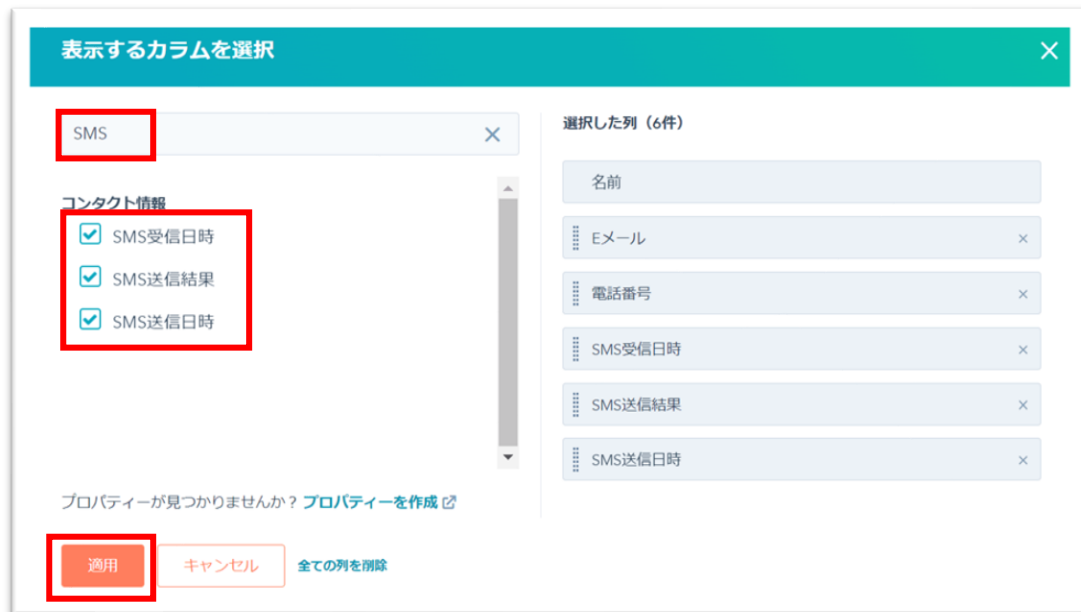 表示するカラムを選択
SMS
コンタクト情報
SMS受信日時
SMS送信結果
SMS送信日時
プロパティーが見つかりませんか？ プロパティーを作成
適用 キャンセル 全ての列を削除
選択した列（6件）
名前
Eメール
電話番号
SMS受信日時
SMS送信結果
SMS送信日時